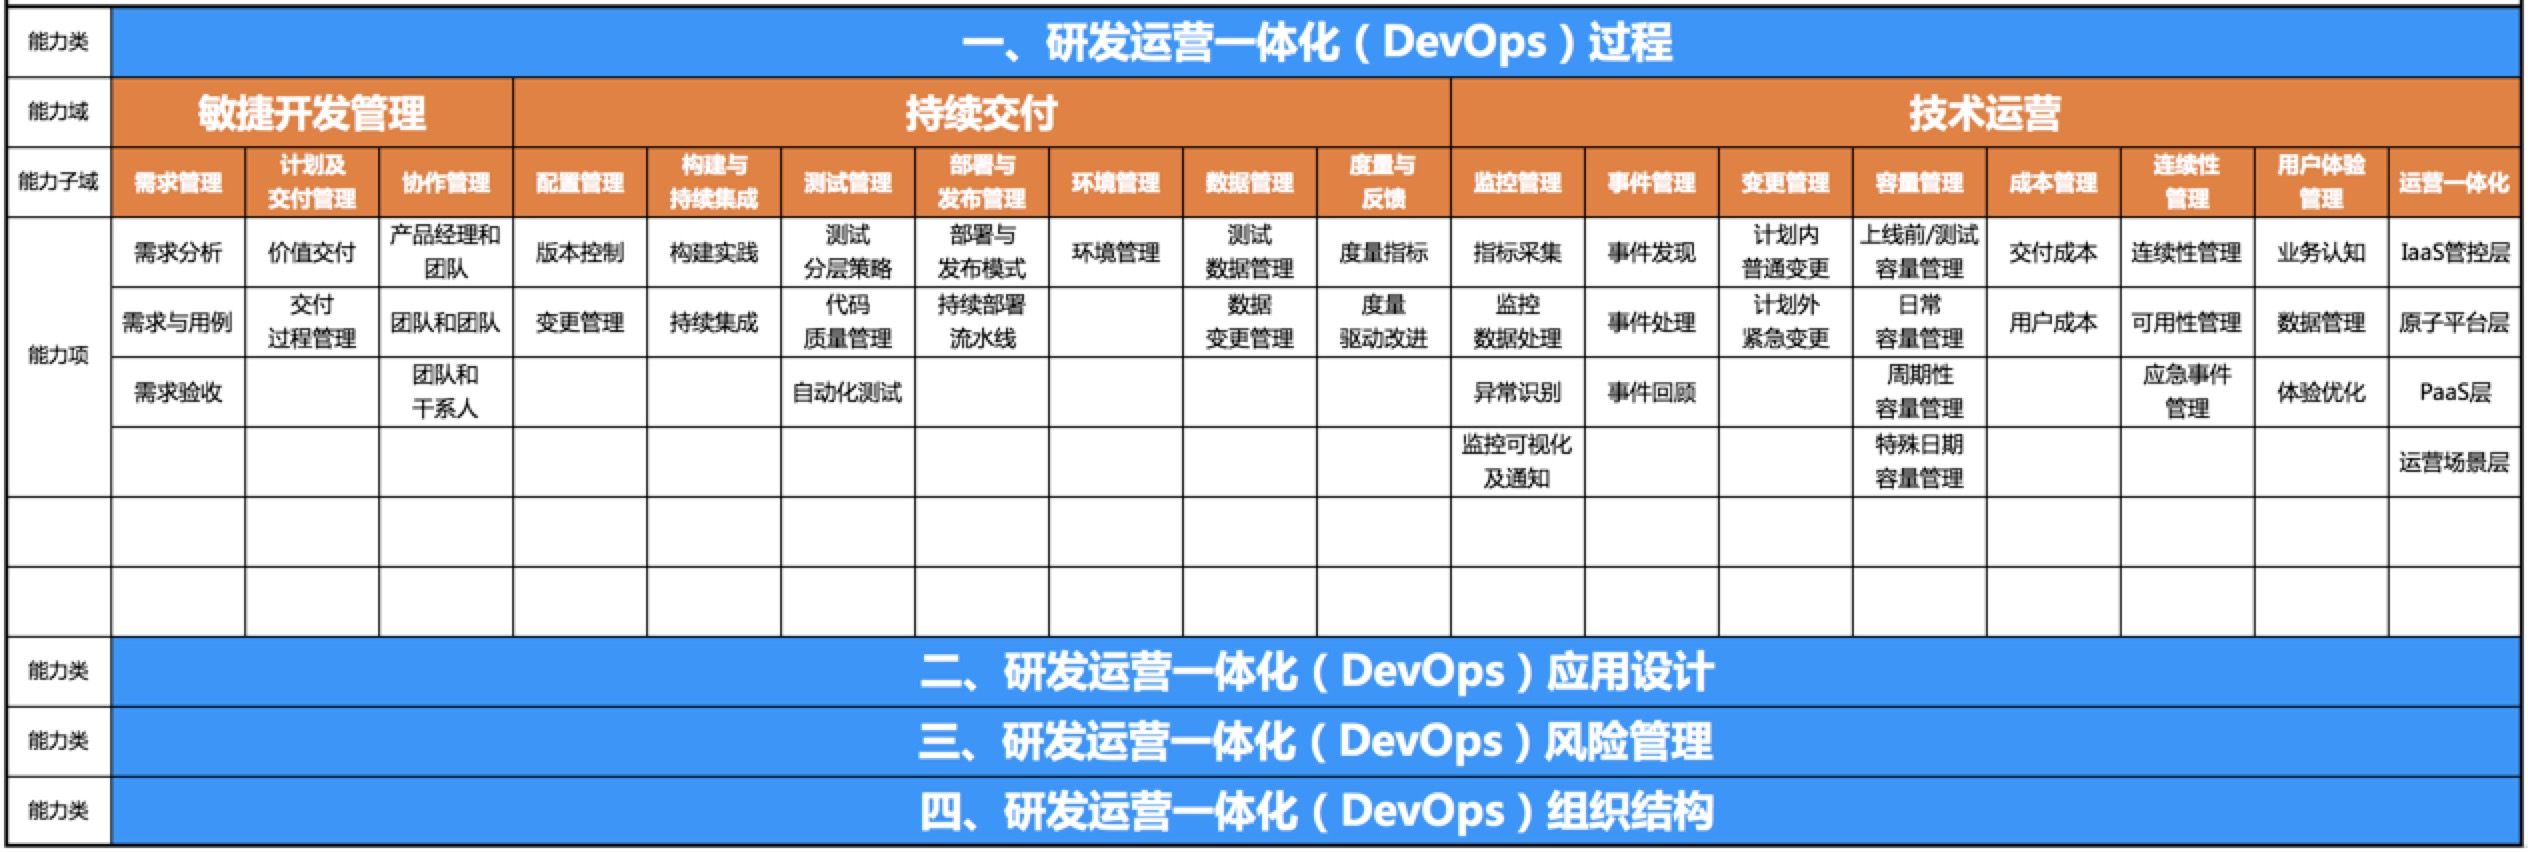 能力类
一、研发运营一体化（DevOps）过程
能力域
敏捷开发管理
持续交付
技术运营
能力子域
需求管理
计划及
交付管理
协作管理
配置管理
构建与
持续集成
测试管理
部署与
发布管理
环境管理
数据管理
度量与
反馈
监控管理
事件管理
变更管理
容量管理
成本管理
连续性
管理
用户体验
管理
运营一体化
能力项
需求分析
价值交付
产品经理和
团队
版本控制
构建实践
测试
分层策略
部署与
发布模式
环境管理
测试
数据管理
度量指标
指标采集
事件发现
计划内
普通变更
上线前/测试
容量管理
交付成本
连续性管理
业务认知
IaaS管控层
需求与用例
交付
过程管理
团队和团队
变更管理
持续集成
代码
质量管理
持续部署
流水线
数据
变更管理
度量
驱动改进
监控
数据处理
事件处理
计划外
紧急变更
日常
容量管理
用户成本
可用性管理
数据管理
原子平台层
需求验收
团队和
干系人
自动化测试
异常识别
事件回顾
周期性
容量管理
应急事件
管理
体验优化
PaaS层
监控可视化
及通知
特殊日期
容量管理
运营场景层
能力类
二、研发运营一体化（DevOps）应用设计
能力类
三、研发运营一体化（DevOps）风险管理
能力类
四、研发运营一体化（DevOps）组织结构